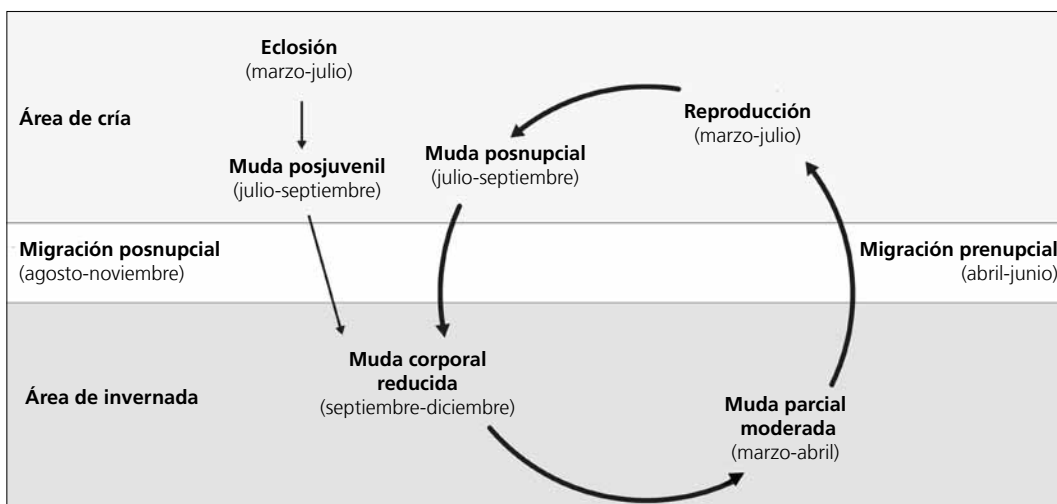 Eclosión
(marzo-julio)
Área de cría
Reproducción
(marzo-julio)
Muda posjuvenil
(julio-septiembre)
Muda posnupcial
(julio-septiembre)
Migración posnupcial
(agosto-noviembre)
Migración prenupcial
(abril-junio)
Muda corporal
reducida
(septiembre-diciembre)
Área de invernada
Muda parcial
moderada
(marzo-abril)